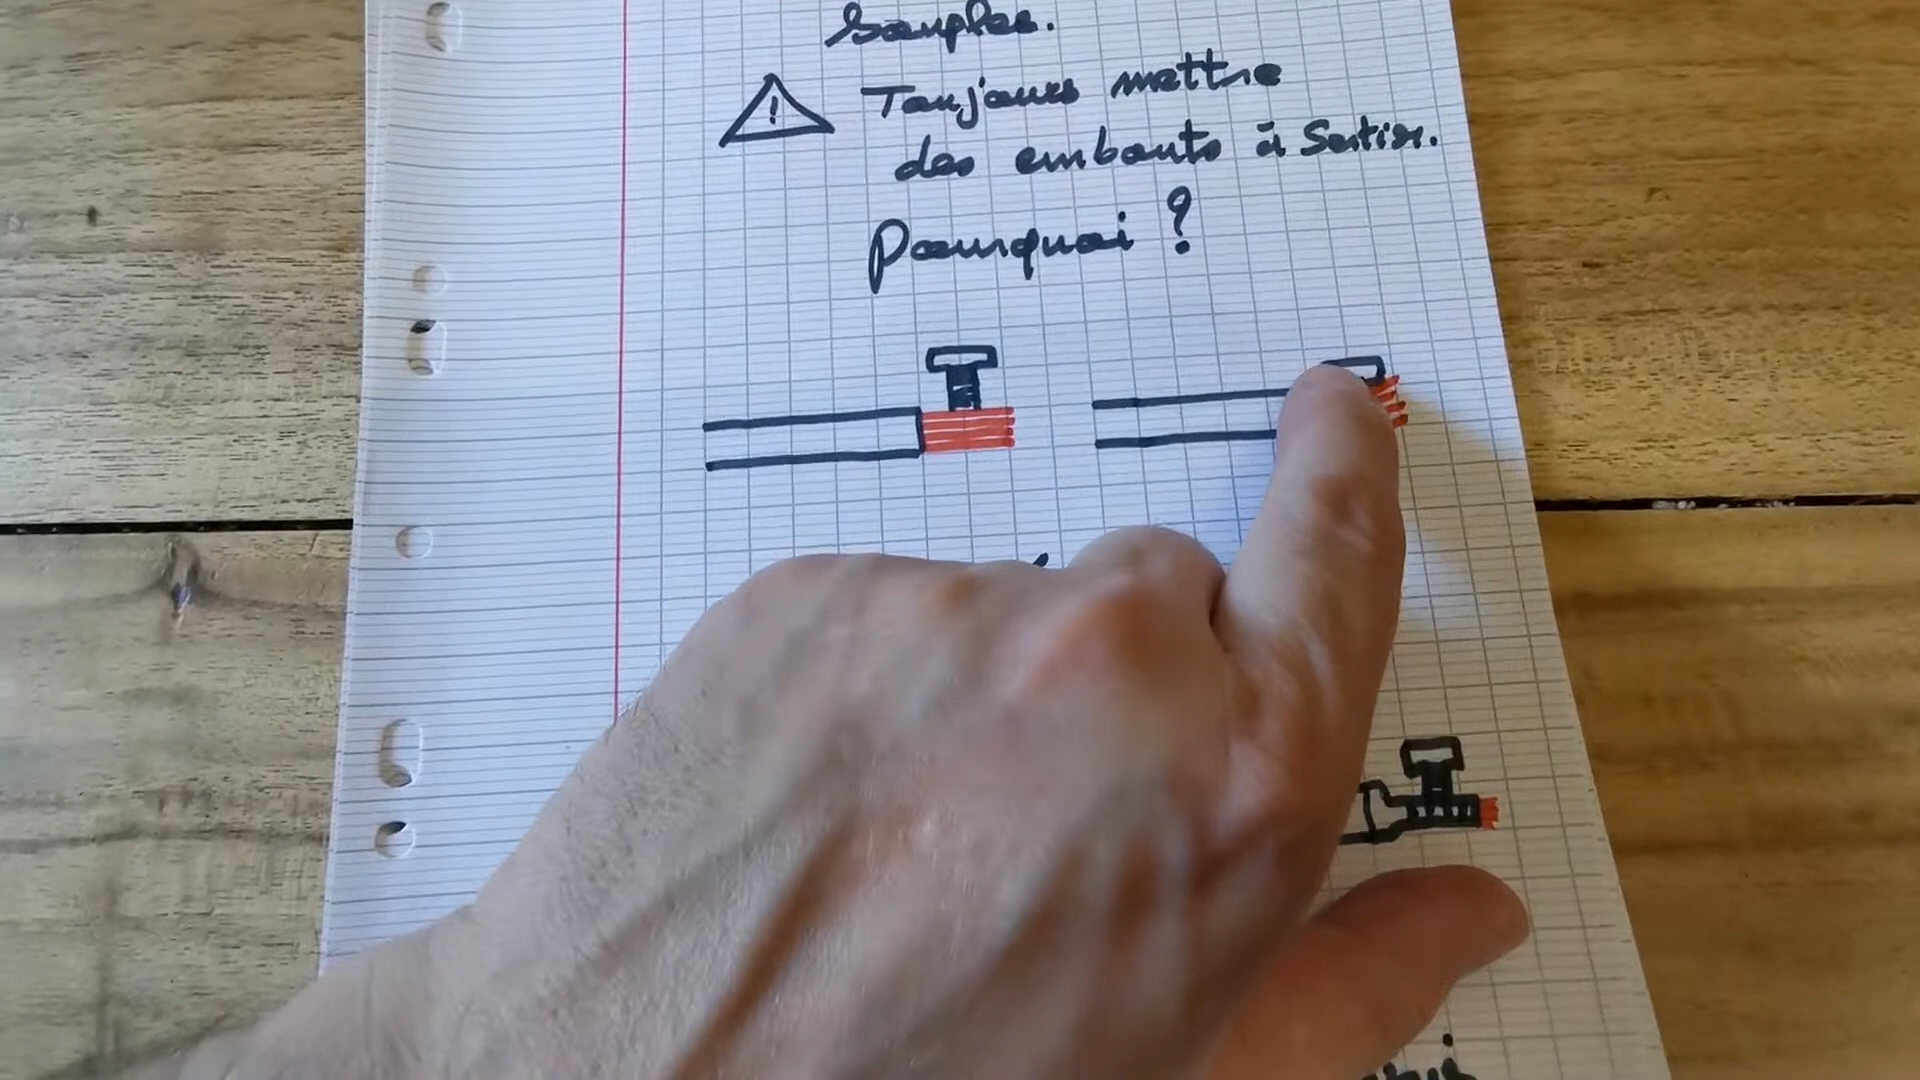 Souples.
! Toujours mettre
des embouts à Sertir.
Pourquoi ?